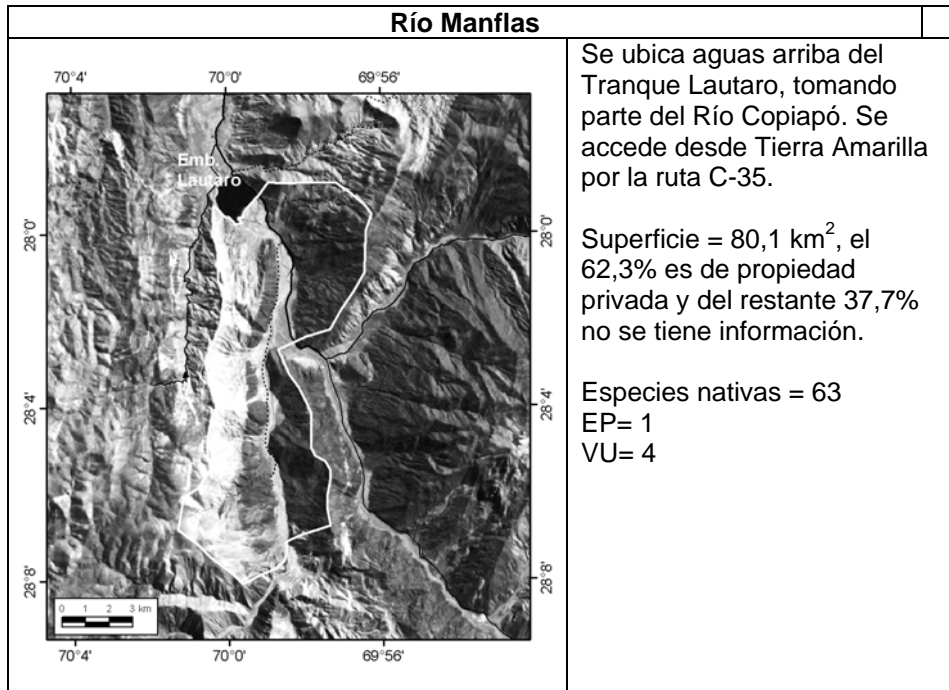 Río Manflas
70°4' 70°0' 69°56'
Emb.
Lautaro
28°0' 28°0'
28°4' 28°4'
28°8' 28°8'
0 1 2 3 km
70°4' 70°0' 69°56'
Se ubica aguas arriba del
Tranque Lautaro, tomando
parte del Río Copiapó. Se
accede desde Tierra Amarilla
por la ruta C-35.
Superficie = 80,1 km², el
62,3% es de propiedad
privada y del restante 37,7%
no se tiene información.
Especies nativas = 63
EP= 1
VU= 4